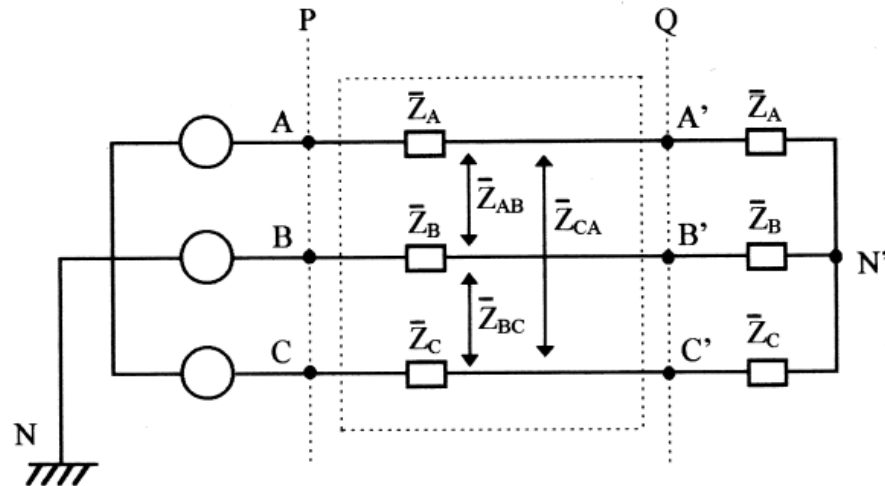 P Q
A Z̄A A' Z̄A
Z̄AB Z̄CA
B Z̄B B' Z̄B N'
Z̄BC
C Z̄C C' Z̄C
N